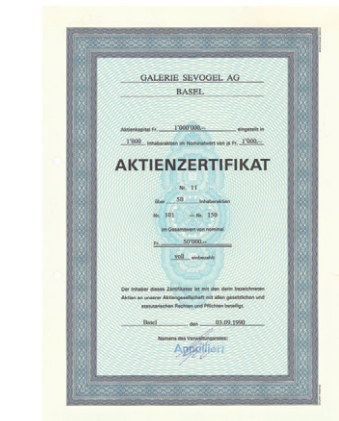 GALERIE SEVOGEL AG
BASEL
Aktienkapital Fr. 1'000'000.-- eingeteilt in
1'000 Inhaberaktien im Nominalwert von je Fr. 1'000.--
AKTIENZERTIFIKAT
Nr. 11
über 50 Inhaberaktien
Nr. 101 — Nr. 150
im Gesamtwert von nominal
Fr. 50'000.--
voll einbezahlt
Der Inhaber dieses Zertifikates ist mit den darin bezeichneten
Aktien an unserer Aktiengesellschaft mit allen gesetzlichen und
statutarischen Rechten und Pflichten beteiligt.
Basel den 03.09.1990
Namens des Verwaltungsrates: